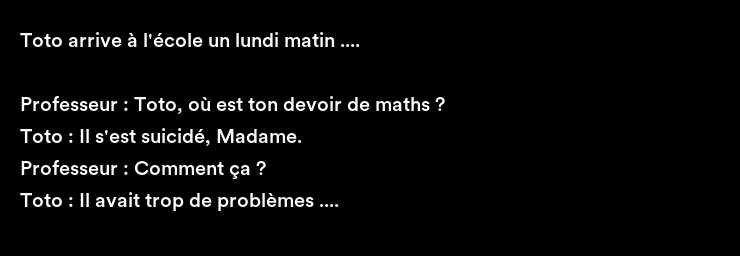 Toto arrive à l'école un lundi matin ....
Professeur : Toto, où est ton devoir de maths ?
Toto : Il s'est suicidé, Madame.
Professeur : Comment ça ?
Toto : Il avait trop de problèmes ....